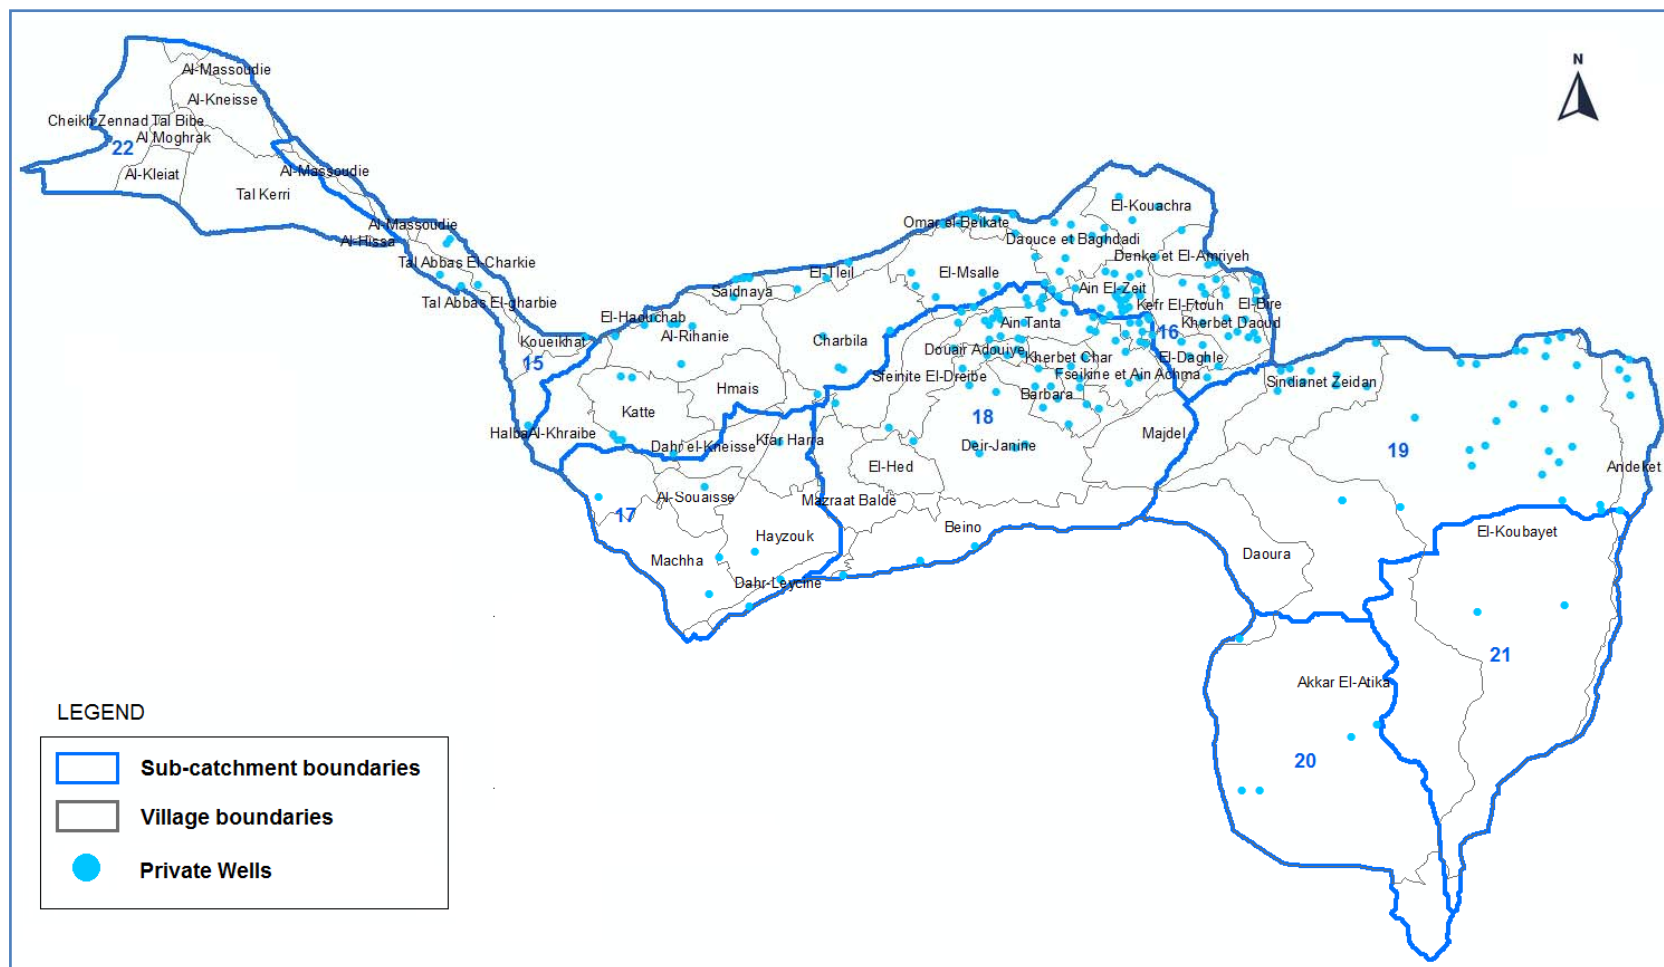 N
Al-Massoudie
Al-Kneisse
Cheikh Zennad Tal Bibe
Al Moghrak
22
Al-Kleiat
Al-Massoudie
Tal Kerri
Al-Massoudie
Al-Hissa
Tal Abbas El-Charkie
Tal Abbas El-gharbie
Koueikhat
15
Halba
Al-Khraibe
El-Haouchab
Al-Rihanie
Saidnaya
El-Tleil
Charbila
Hmais
Katte
Dahr el-Kneisse
Kfar Harra
Omar el-Beikate
El-Msalle
Daouce et Baghdadi
El-Kouachra
Denke et El-Amriyeh
Ain El-Zeit
Kefr El-Ftouh
El-Bire
Kherbet Daoud
16
El-Daghle
Ain Tanta
Douair Adouiye
Kherbet Char
Steinite El-Dreibe
Fseikine et Ain Achma
Barbara
18
Deir-Janine
Majdel
El-Hed
Mazraat Balde
Beino
Al-Souaisse
17
Hayzouk
Machha
Dahr-Leycine
Sindianet Zeidan
19
Andeket
El-Koubayet
Daoura
21
Akkar El-Atika
20
LEGEND
Sub-catchment boundaries
Village boundaries
Private Wells